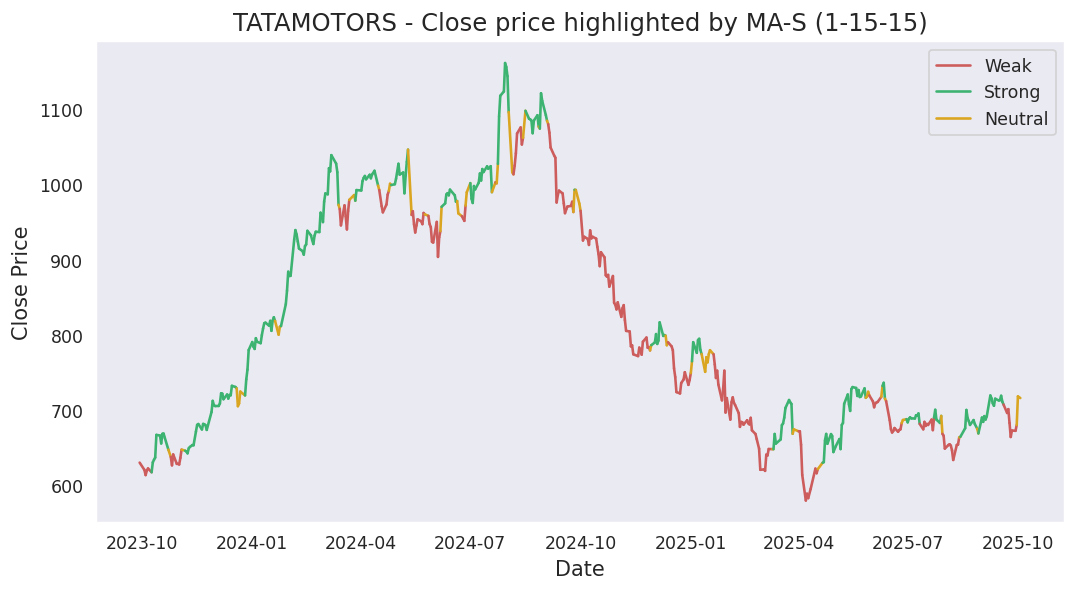 TATAMOTORS - Close price highlighted by MA-S (1-15-15)
Weak
Strong
Neutral
Close Price
1100
1000
900
800
700
600
2023-10 2024-01 2024-04 2024-07 2024-10 2025-01 2025-04 2025-07 2025-10
Date